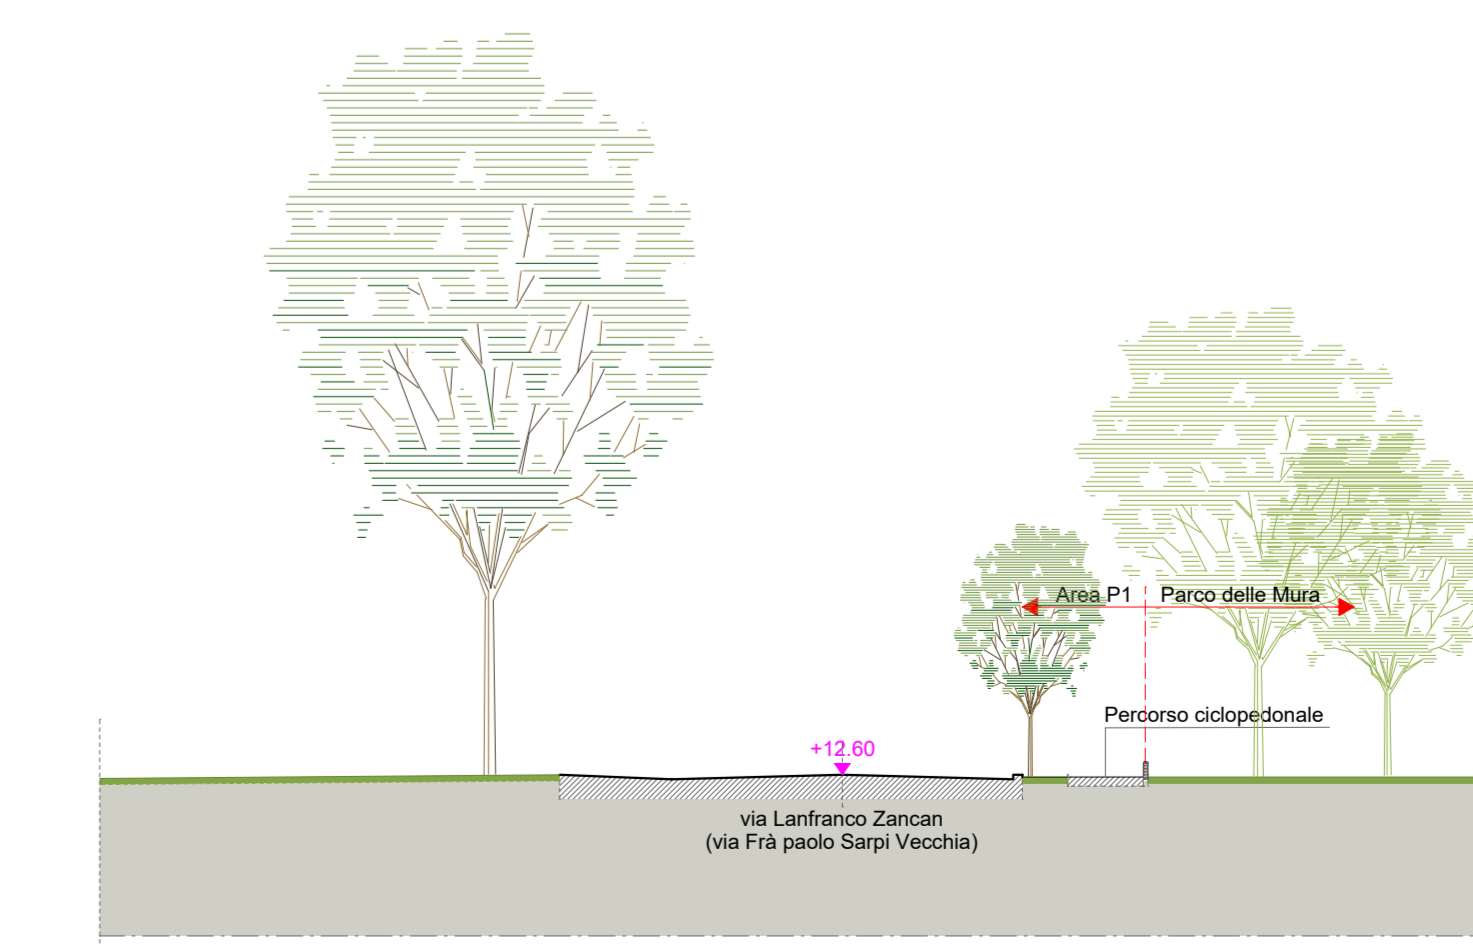 Area P1
Parco delle Mura
Percorso ciclopedonale
+12.60
via Lanfranco Zancan
(via Frà paolo Sarpi Vecchia)